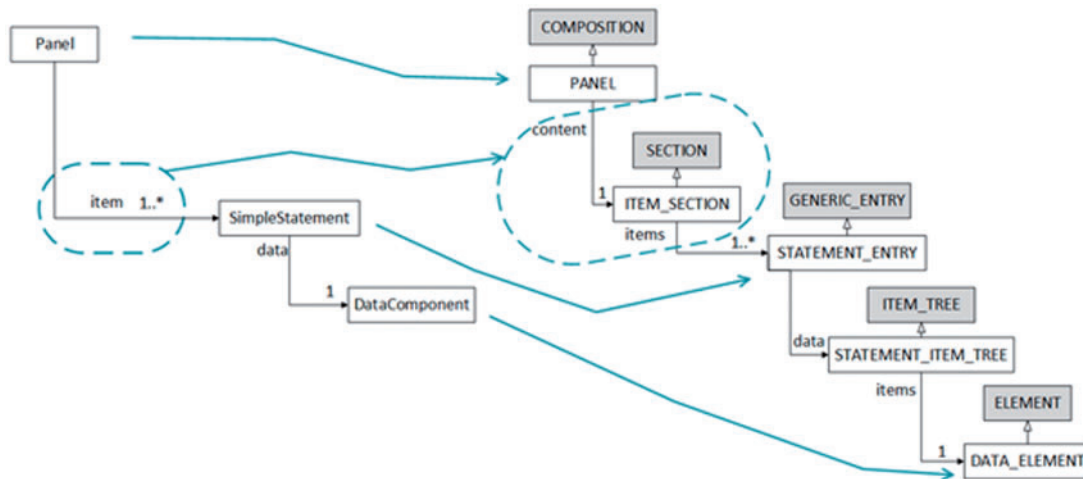 COMPOSITION
Panel
PANEL
content
SECTION
item 1..*
1
ITEM_SECTION
GENERIC_ENTRY
SimpleStatement
items
1..*
STATEMENT_ENTRY
data
ITEM_TREE
1
DataComponent
data
STATEMENT_ITEM_TREE
items
ELEMENT
1
DATA_ELEMENT